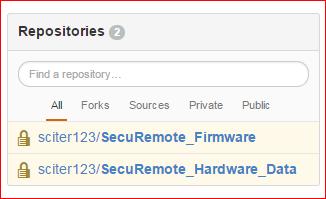 Repositories 2
Find a repository...
All Forks Sources Private Public
sciter123/SecuRemote_Firmware
sciter123/SecuRemote_Hardware_Data